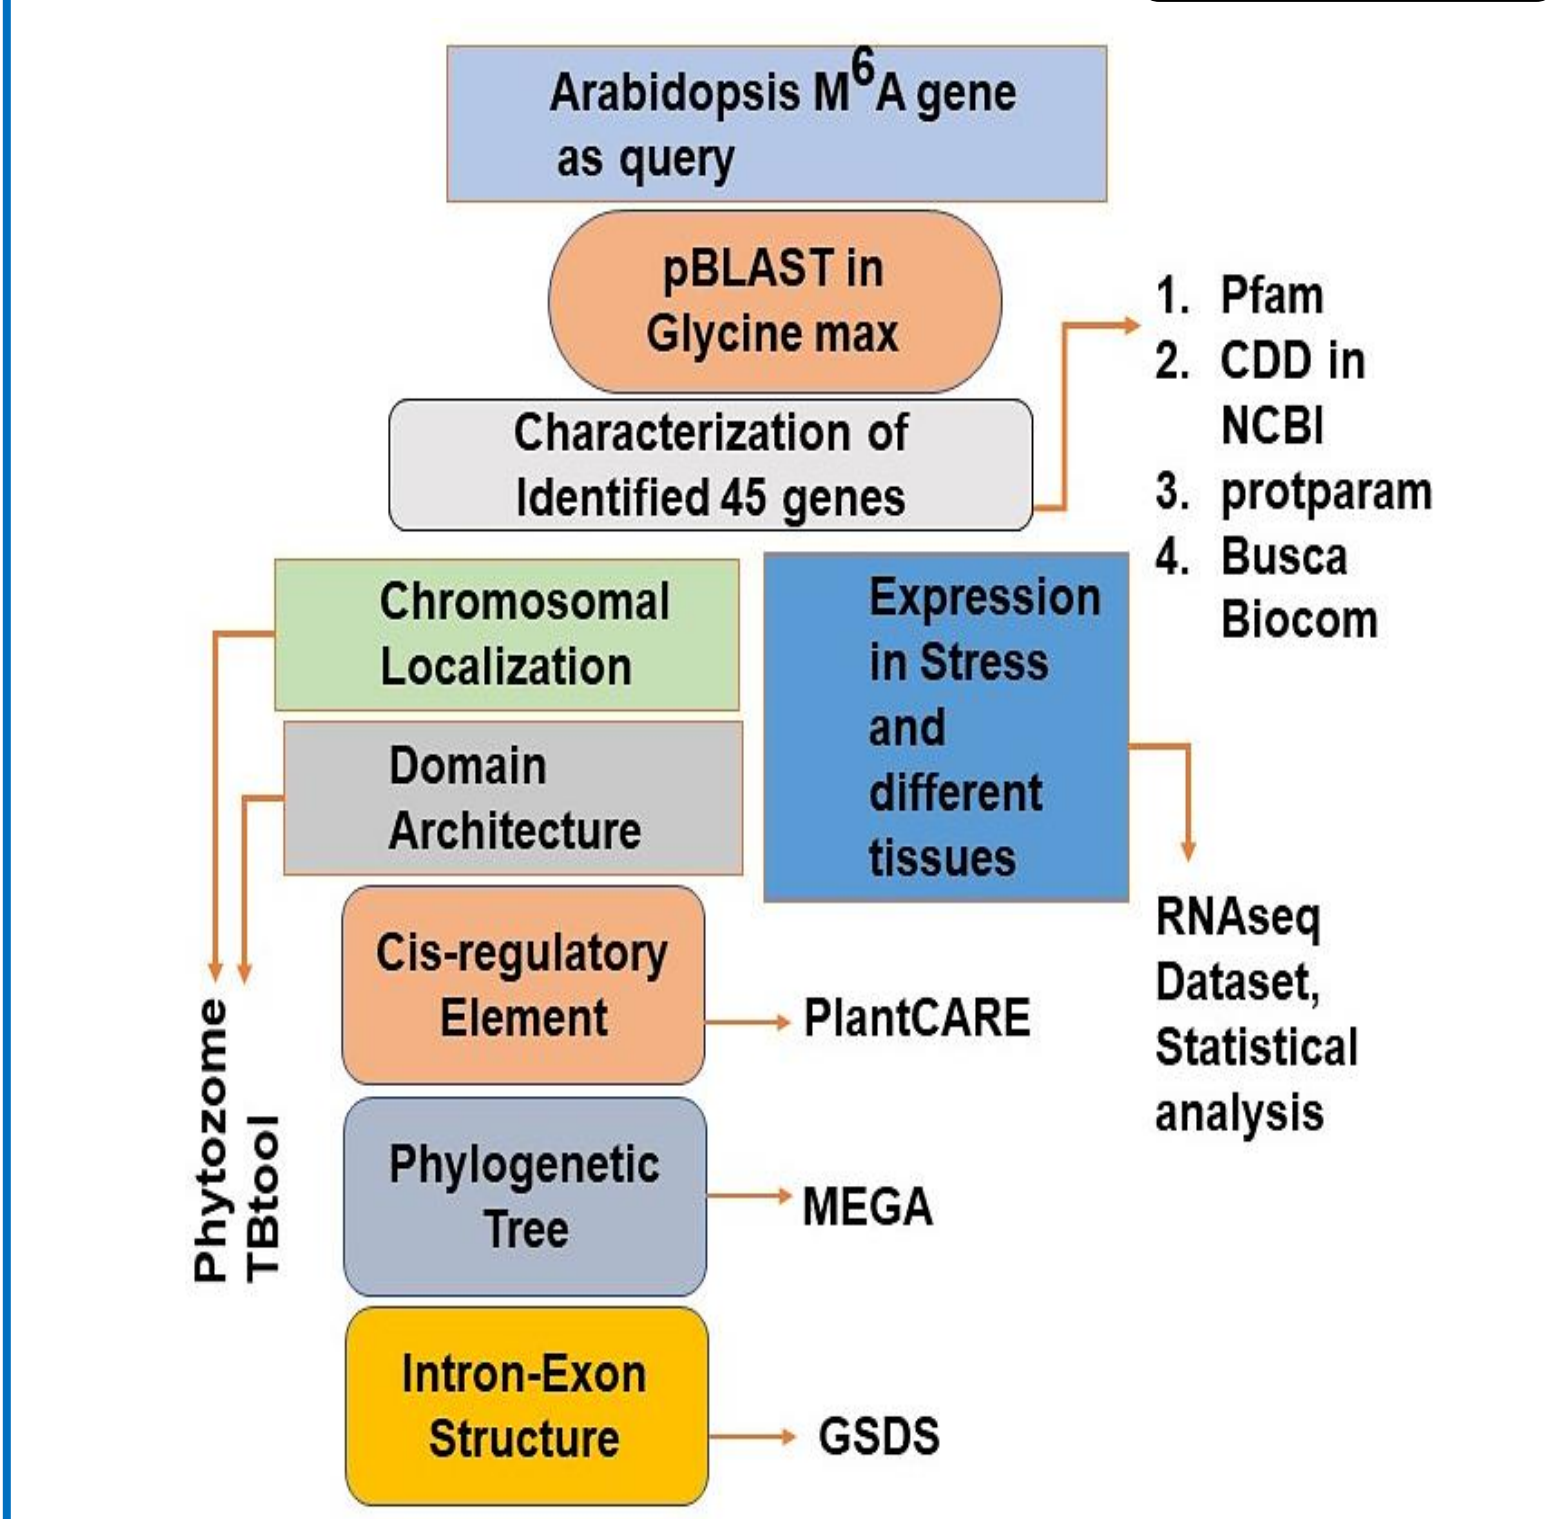 Arabidopsis M⁶A gene
as query
pBLAST in
Glycine max
Characterization of
Identified 45 genes
1. Pfam
2. CDD in
NCBI
3. protparam
4. Busca
Biocom
Chromosomal
Localization
Domain
Architecture
Expression
in Stress
and
different
tissues
RNAseq
Dataset,
Statistical
analysis
Phytozome
TBtool
Cis-regulatory
Element
PlantCARE
Phylogenetic
Tree
MEGA
Intron-Exon
Structure
GSDS